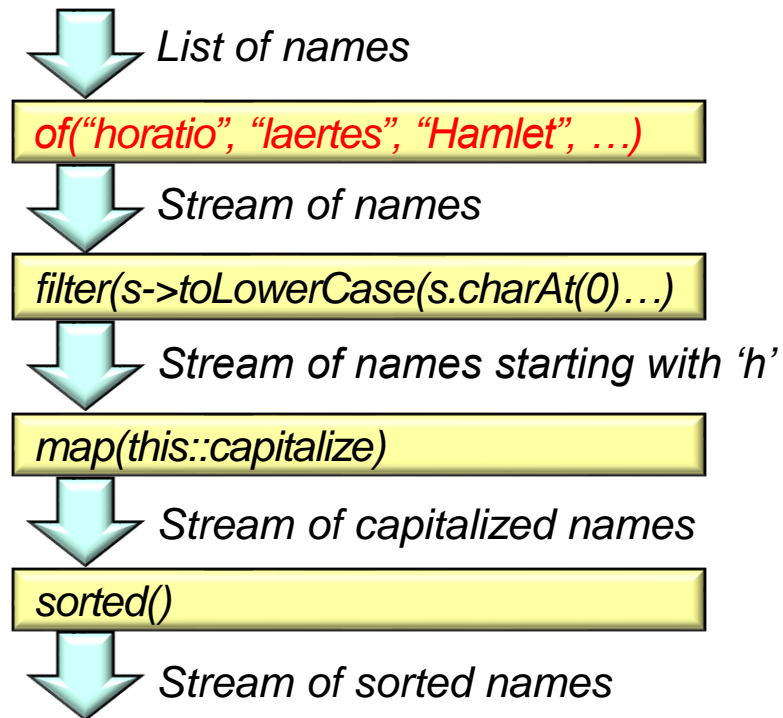 List of names
of(“horatio”, “laertes”, “Hamlet”, …)
Stream of names
filter(s->toLowerCase(s.charAt(0)…)
Stream of names starting with ‘h’
map(this::capitalize)
Stream of capitalized names
sorted()
Stream of sorted names